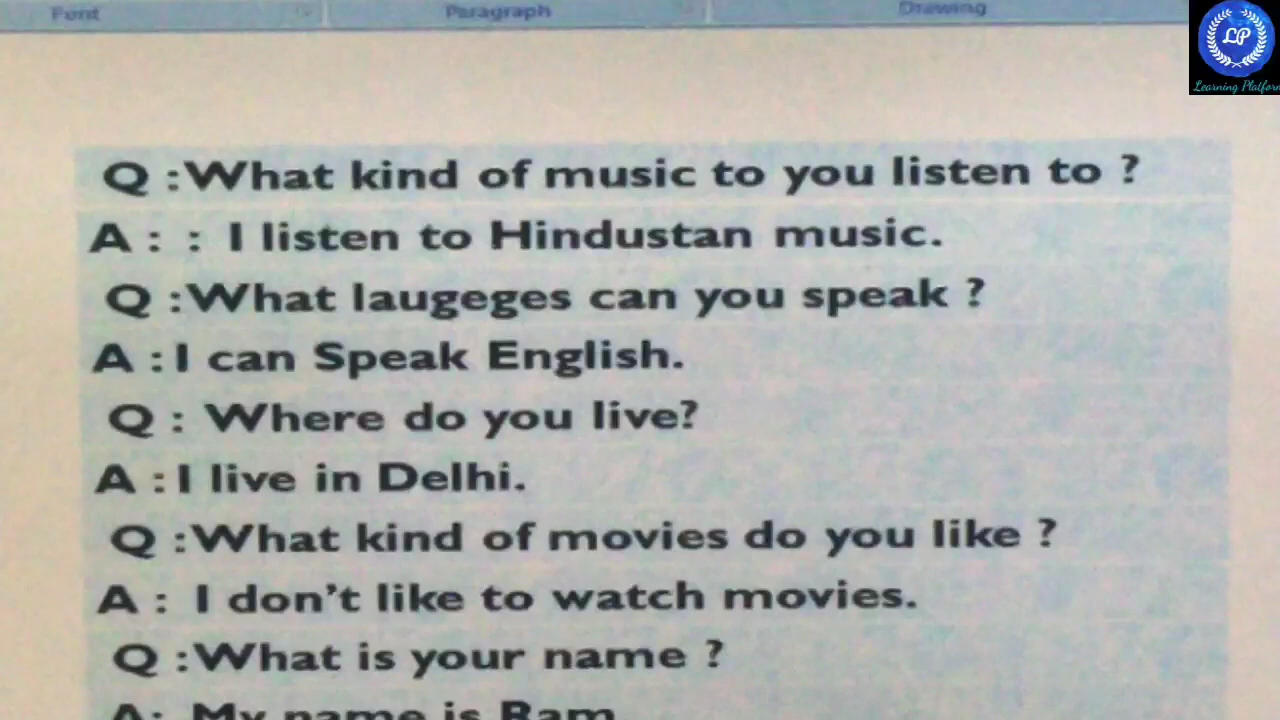 Font Paragraph Drawing
LP
Learning Platform
Q :What kind of music to you listen to ?
A : : I listen to Hindustan music.
Q :What laugeges can you speak ?
A :I can Speak English.
Q : Where do you live?
A :I live in Delhi.
Q :What kind of movies do you like ?
A : I don't like to watch movies.
Q :What is your name ?
A: My name is Ram